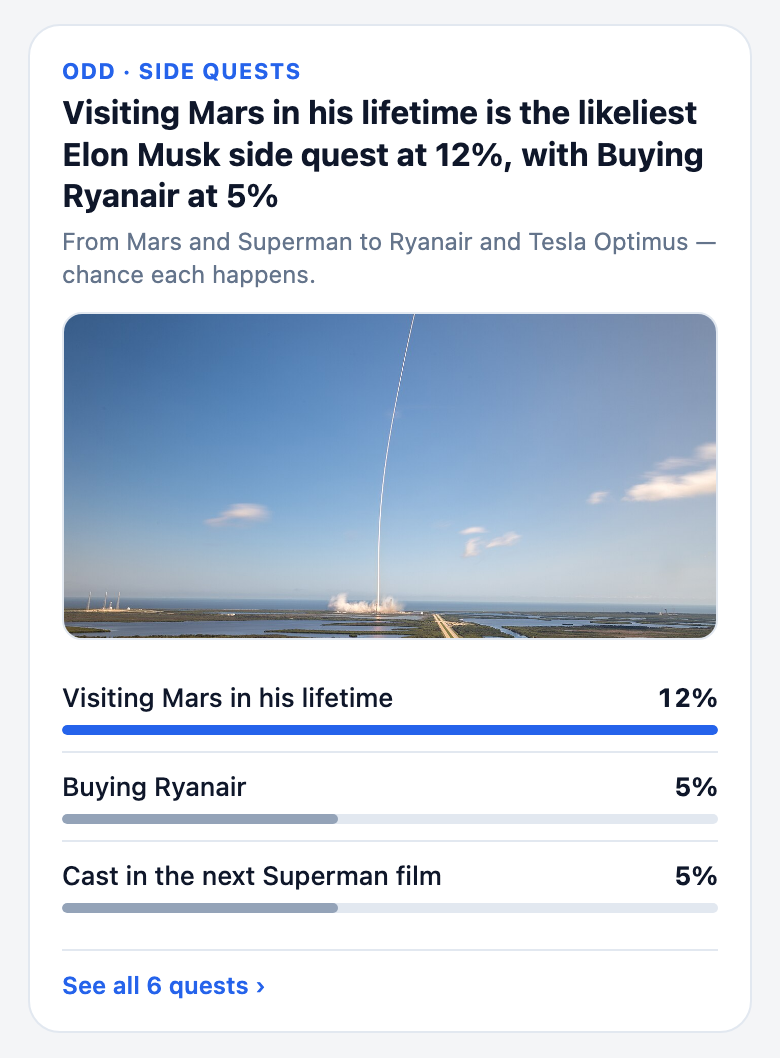 ODD · SIDE QUESTS
Visiting Mars in his lifetime is the likeliest
Elon Musk side quest at 12%, with Buying
Ryanair at 5%
From Mars and Superman to Ryanair and Tesla Optimus —
chance each happens.
Visiting Mars in his lifetime 12%
Buying Ryanair 5%
Cast in the next Superman film 5%
See all 6 quests ›